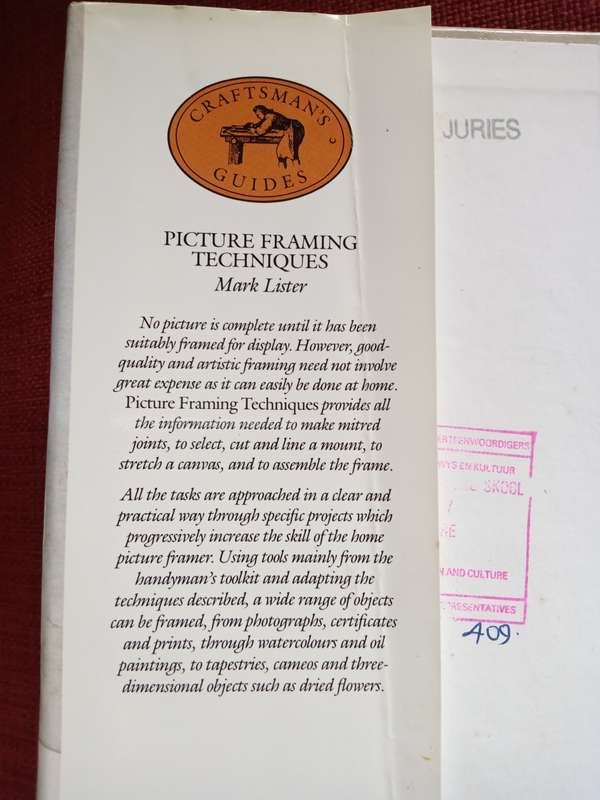 CRAFTSMAN'S
GUIDES
PICTURE FRAMING
TECHNIQUES
Mark Lister
No picture is complete until it has been
suitably framed for display. However, good-
quality and artistic framing need not involve
great expense as it can easily be done at home.
Picture Framing Techniques provides all
the information needed to make mitred
joints, to select, cut and line a mount, to
stretch a canvas, and to assemble the frame.
All the tasks are approached in a clear and
practical way through specific projects which
progressively increase the skill of the home
picture framer. Using tools mainly from the
handyman's toolkit and adapting the
techniques described, a wide range of objects
can be framed, from photographs, certificates
and prints, through watercolours and oil
paintings, to tapestries, cameos and three-
dimensional objects such as dried flowers.
JURIES
ERTEENWOORDIGERS
WYS EN KULTUUR
SKOOL
N AND CULTURE
PRESENTATIVES
409.